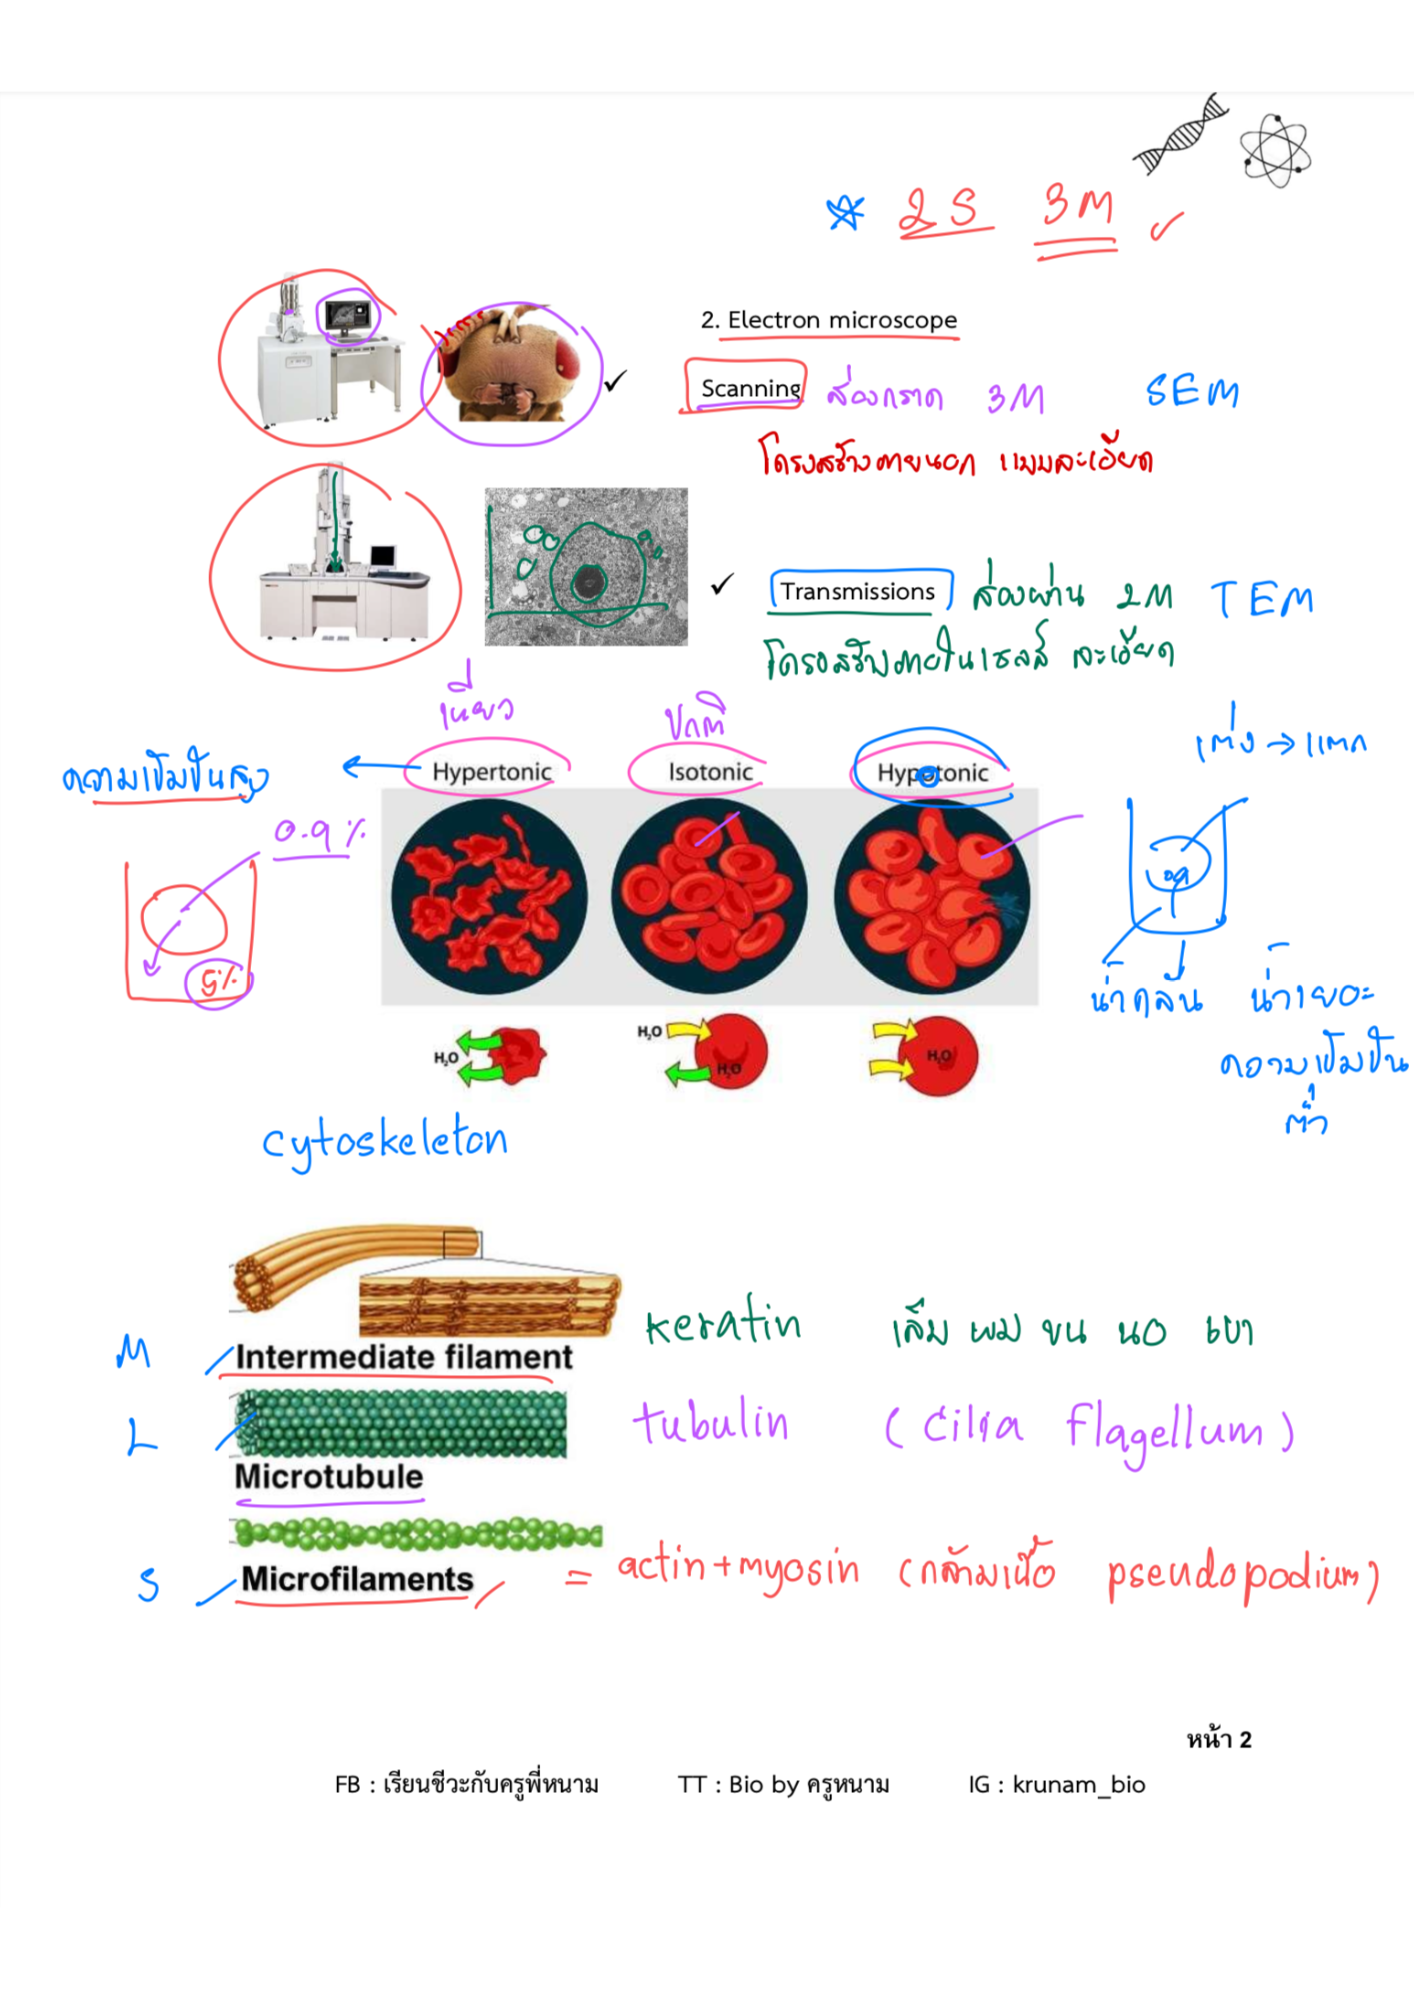 2S 3M
2. Electron microscope
Scanning ส่องกราด 3M SEM
โครงสร้างภายนอก แบบละเอียด
Transmissions ส่องผ่าน 2M TEM
โครงสร้างภายในเซลล์ ละเอียด
เหี่ยว ปกติ เต่ง → แตก
ความเข้มข้นสูง ← Hypertonic Isotonic Hypotonic
0.9 %
5%
น้ำกลั่น น้ำเยอะ
ความเข้มข้น
ต่ำ
H₂O H₂O H₂O H₂O
cytoskeleton
keratin เล็บ ผม ขน นอ เขา
M Intermediate filament
L tubulin (cilia flagellum)
Microtubule
S Microfilaments = actin+myosin (กล้ามเนื้อ pseudopodium)
หน้า 2
FB : เรียนชีวะกับครูพี่หนาม TT : Bio by ครูหนาม IG : krunam_bio